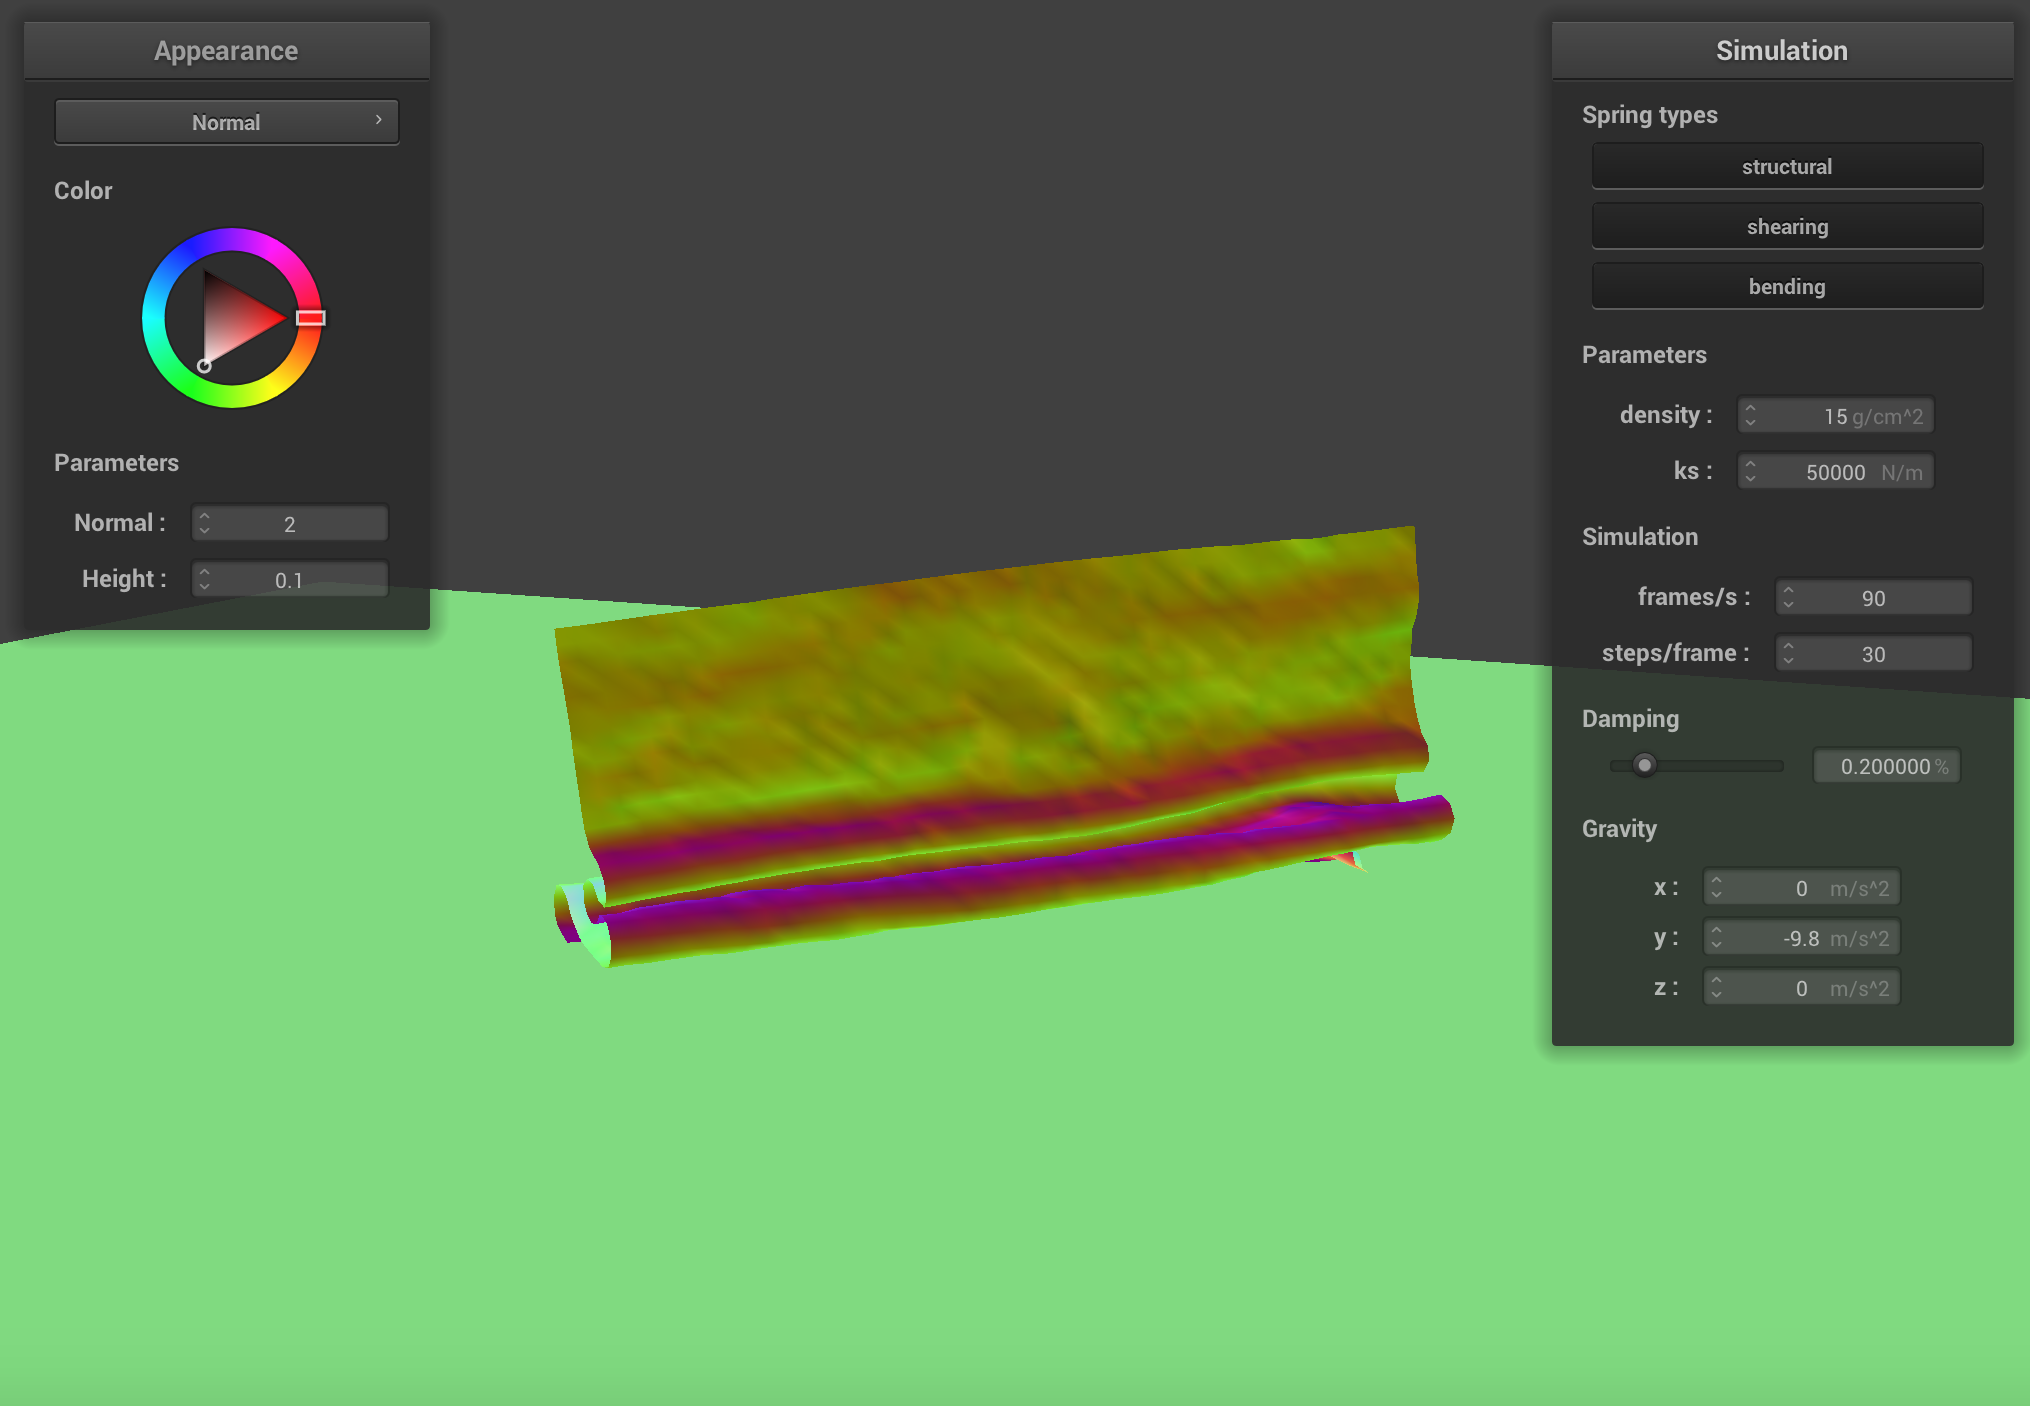 Appearance
Normal
Color
Parameters
Normal : 2
Height : 0.1
Simulation
Spring types
structural
shearing
bending
Parameters
density : 15 g/cm^2
ks : 50000 N/m
Simulation
frames/s : 90
steps/frame : 30
Damping
0.200000 %
Gravity
x : 0 m/s^2
y : -9.8 m/s^2
z : 0 m/s^2